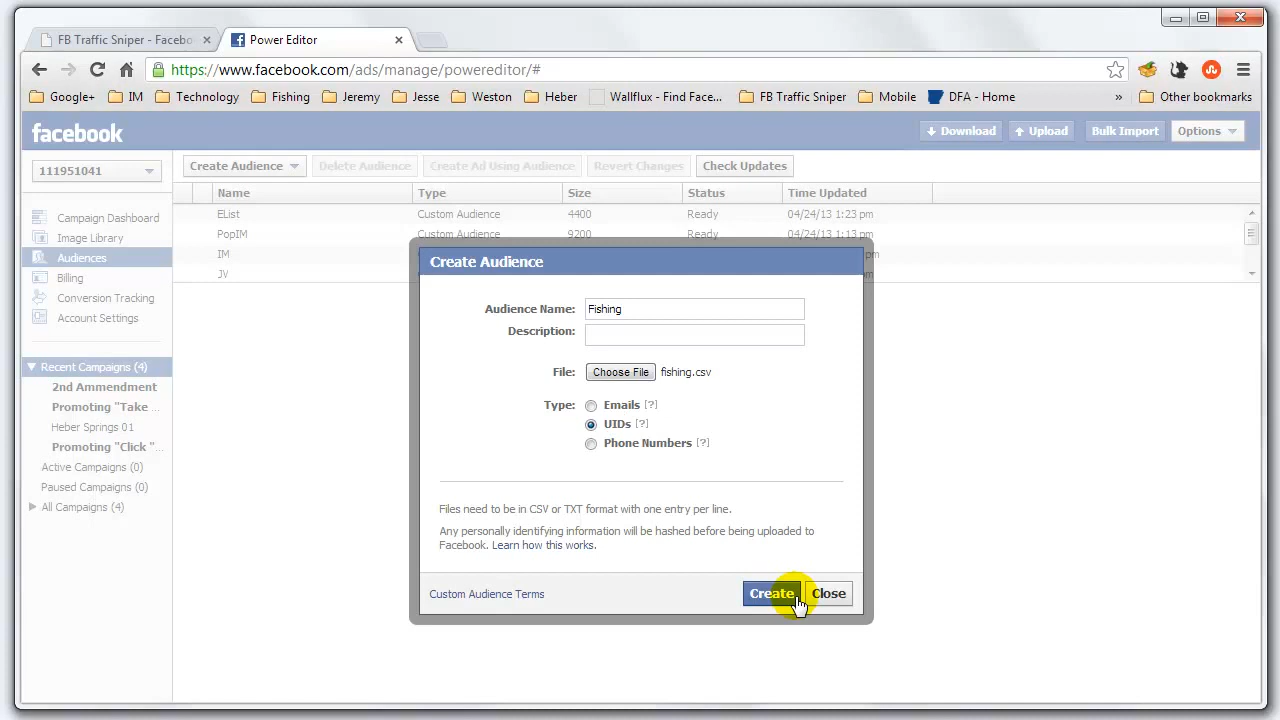 FB Traffic Sniper - Facebo
Power Editor
https://www.facebook.com/ads/manage/powereditor/#
Google+ IM Technology Fishing Jeremy Jesse Weston Heber Wallflux - Find Face... FB Traffic Sniper Mobile DFA - Home » Other bookmarks
facebook
Download Upload Bulk Import Options
111951041
Create Audience Delete Audience Create Ad Using Audience Revert Changes Check Updates
Name Type Size Status Time Updated
Campaign Dashboard
Image Library
Audiences
Billing
Conversion Tracking
Account Settings
Recent Campaigns (4)
2nd Ammendment
Promoting "Take ...
Heber Springs 01
Promoting "Click "...
Active Campaigns (0)
Paused Campaigns (0)
All Campaigns (4)
EList Custom Audience 4400 Ready 04/24/13 1:23 pm
PopIM Custom Audience 9200 Ready 04/24/13 1:13 pm
IM pm
JV
Create Audience
Audience Name: Fishing
Description:
File: Choose File fishing.csv
Type: Emails [?]
UIDs [?]
Phone Numbers [?]
Files need to be in CSV or TXT format with one entry per line.
Any personally identifying information will be hashed before being uploaded to
Facebook. Learn how this works.
Custom Audience Terms Create Close